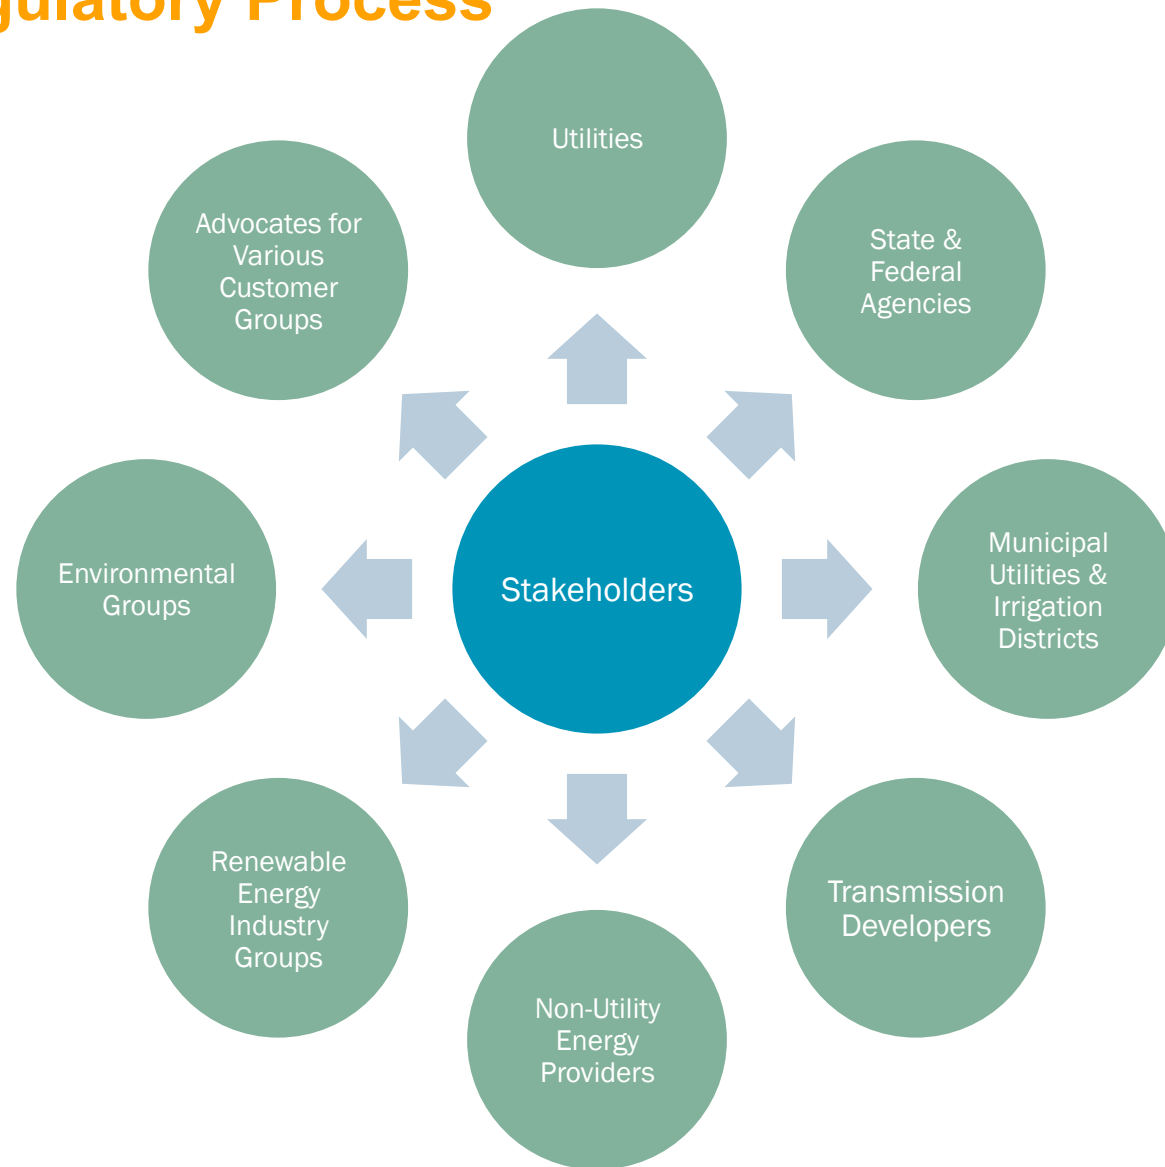 gulatory Process
Utilities
State &
Federal
Agencies
Municipal
Utilities &
Irrigation
Districts
Transmission
Developers
Non-Utility
Energy
Providers
Renewable
Energy
Industry
Groups
Environmental
Groups
Advocates for
Various
Customer
Groups
Stakeholders